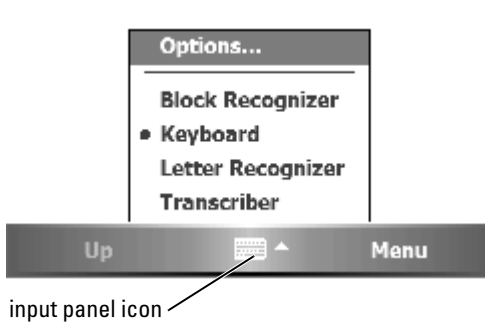 Options...
Block Recognizer
• Keyboard
Letter Recognizer
Transcriber
Up Menu
input panel icon